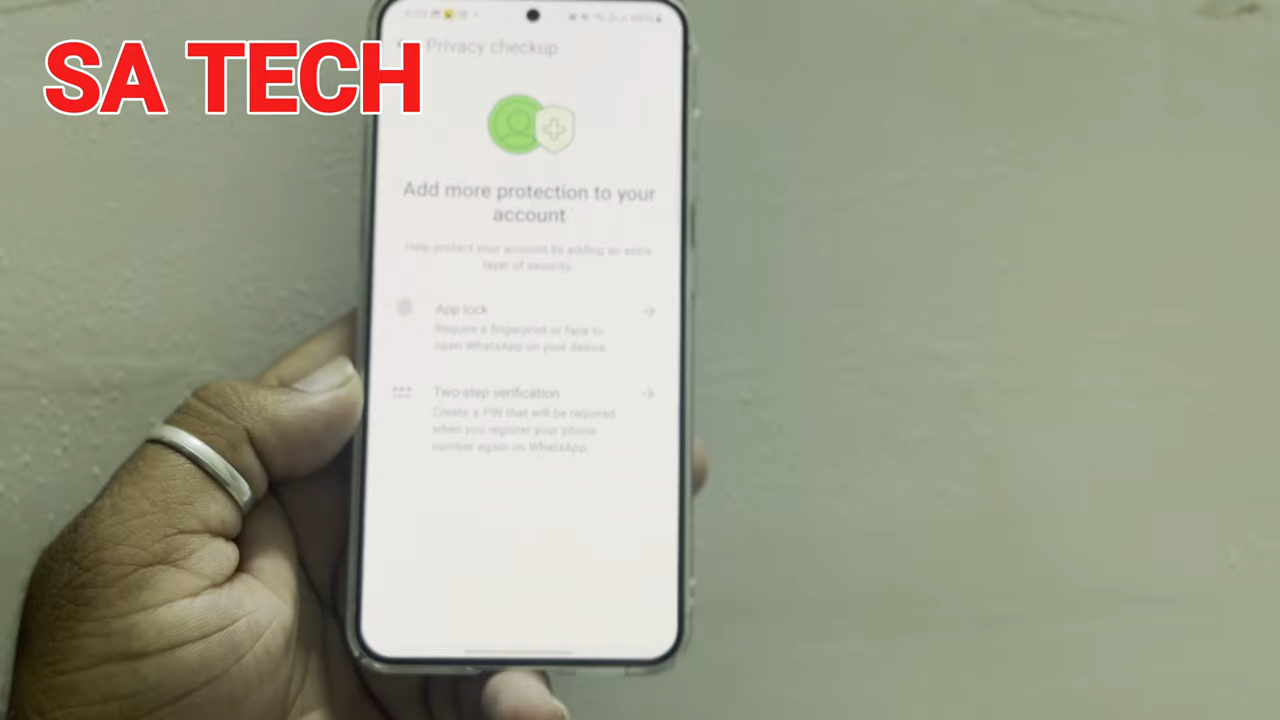 SA TECH
Privacy checkup
Add more protection to your
account
Help protect your account by adding an extra
layer of security.
App lock
Require a fingerprint or face to
open WhatsApp on your device.
Two-step verification
Create a PIN that will be required
when you register your phone
number again on WhatsApp.